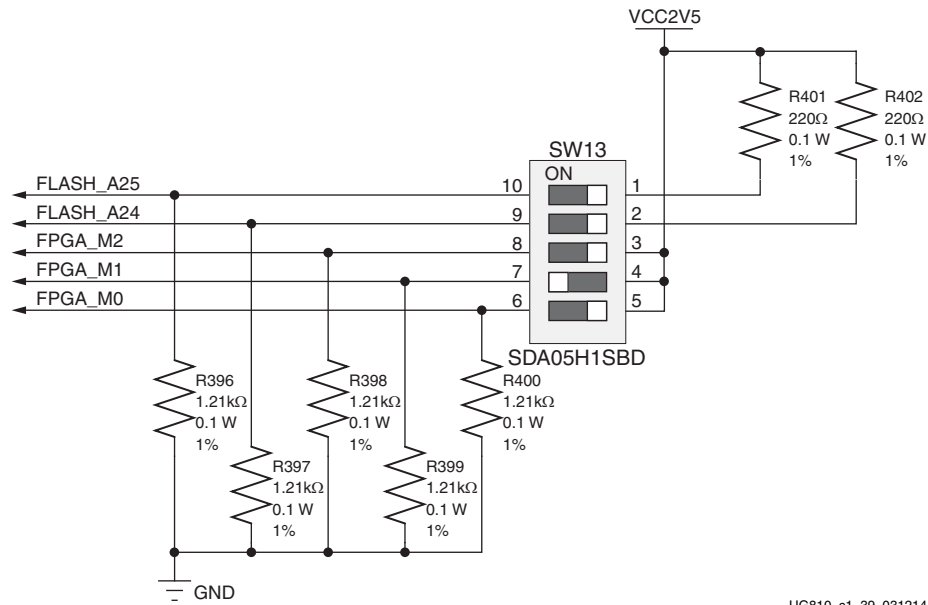 VCC2V5
R401
220Ω
0.1 W
1%
R402
220Ω
0.1 W
1%
SW13
ON
FLASH_A25
10
1
FLASH_A24
9
2
FPGA_M2
8
3
FPGA_M1
7
4
FPGA_M0
6
5
SDA05H1SBD
R396
1.21kΩ
0.1 W
1%
R398
1.21kΩ
0.1 W
1%
R400
1.21kΩ
0.1 W
1%
R397
1.21kΩ
0.1 W
1%
R399
1.21kΩ
0.1 W
1%
GND